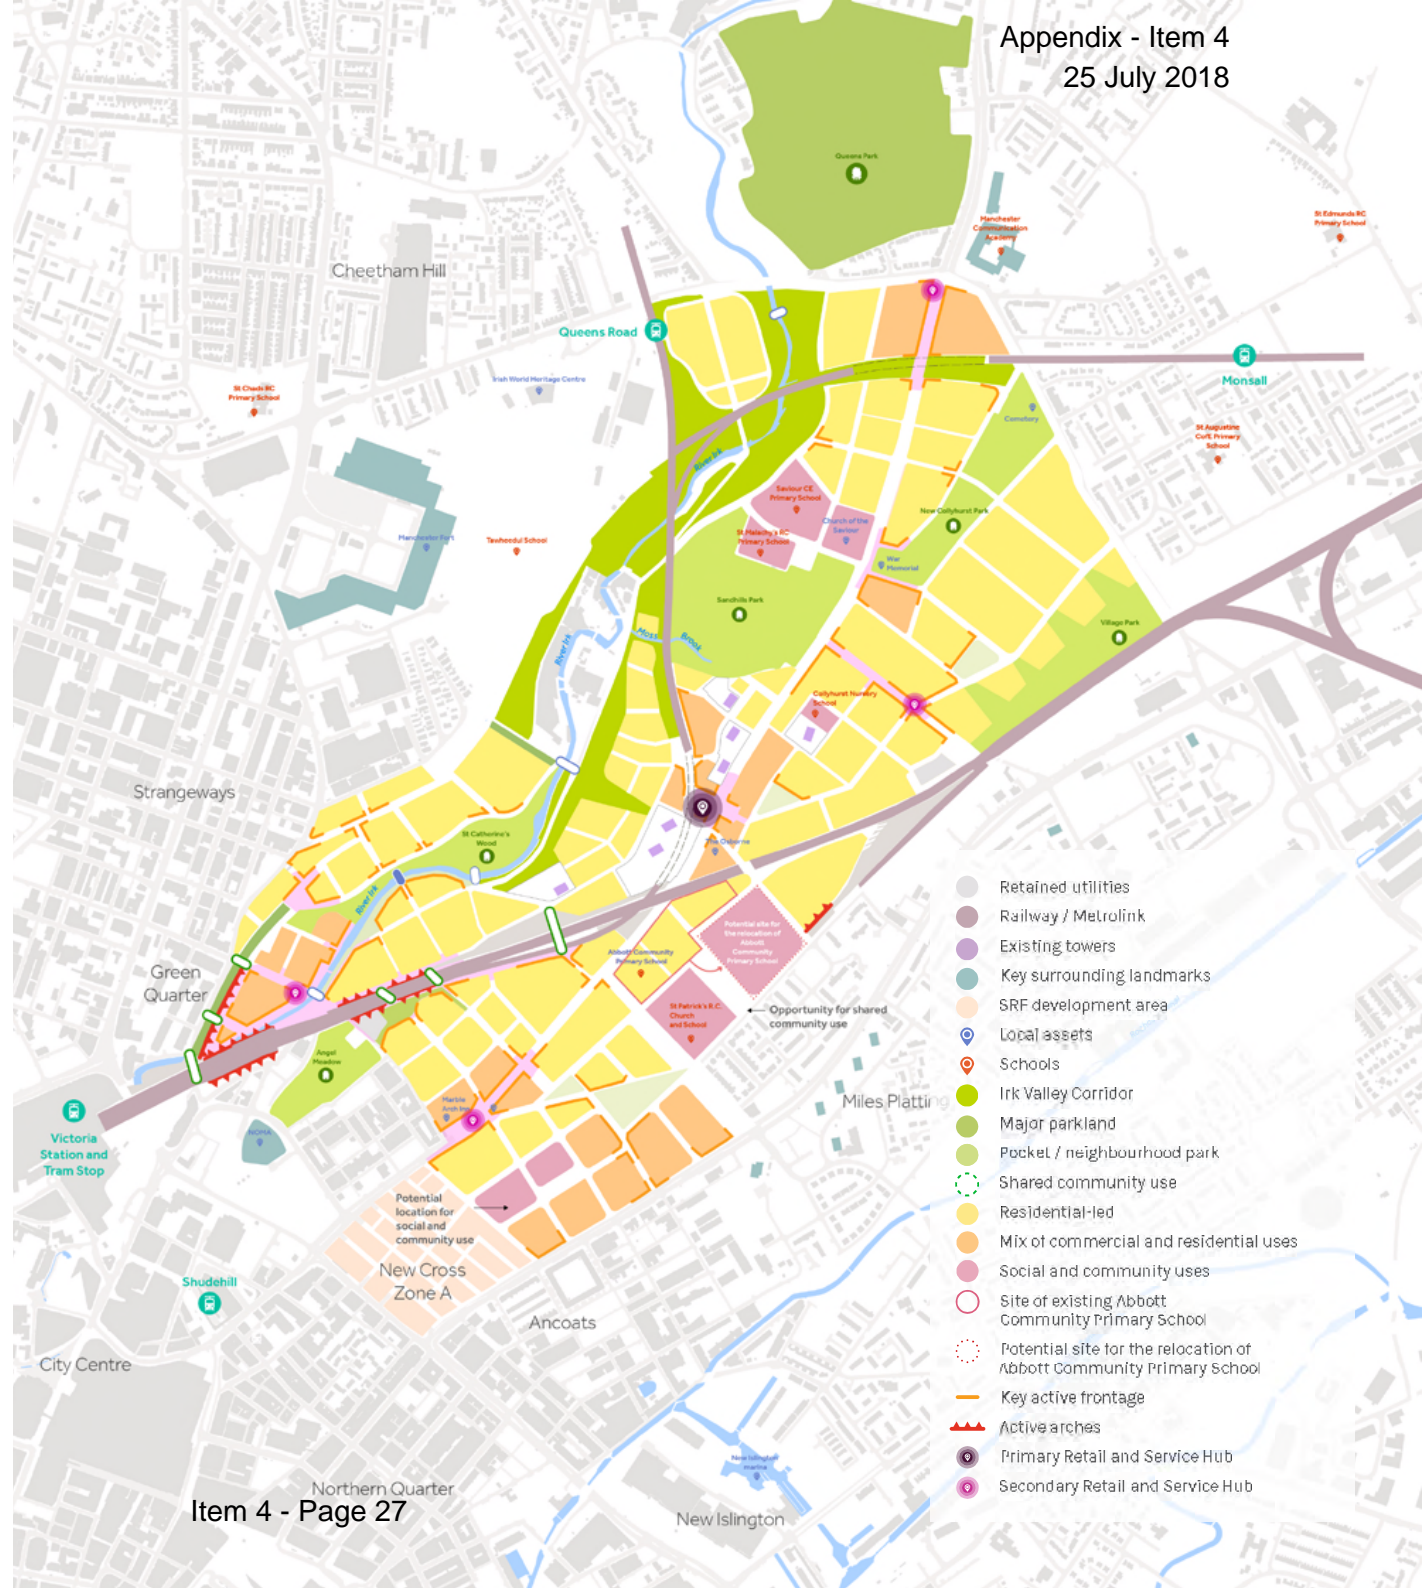 Appendix - Item 4
25 July 2018
Queens Park
Manchester
Communication
Academy
St Edmunds RC
Primary School
Cheetham Hill
Queens Road
Monsall
Irish World Heritage Centre
St Chads RC
Primary School
Cemetery
St Augustine
CofE Primary
School
River Irk
Saviour CE
Primary School
New Collyhurst Park
Church of the
Saviour
St Malachy's RC
Primary School
Manchester Fort
Tawheedul School
War
Memorial
Sandhills Park
Village Park
Moss Brook
River Irk
Collyhurst Nursery
School
Strangeways
St Catherine's
Wood
The Osborne
River Irk
Potential site for
the relocation of
Abbott
Community
Primary School
Abbott Community
Primary School
Green
Quarter
St Patrick's R.C.
Church
and School
Opportunity for shared
community use
Angel
Meadow
Marble
Arch Inn
Miles Platting
NOMA
Victoria
Station and
Tram Stop
Potential
location for
social and
community use
New Cross
Zone A
Shudehill
Ancoats
City Centre
New Islington
marina
Northern Quarter
New Islington
Item 4 - Page 27
Retained utilities
Railway / Metrolink
Existing towers
Key surrounding landmarks
SRF development area
Local assets
Schools
Irk Valley Corridor
Major parkland
Pocket / neighbourhood park
Shared community use
Residential-led
Mix of commercial and residential uses
Social and community uses
Site of existing Abbott
Community Primary School
Potential site for the relocation of
Abbott Community Primary School
Key active frontage
Active arches
Primary Retail and Service Hub
Secondary Retail and Service Hub